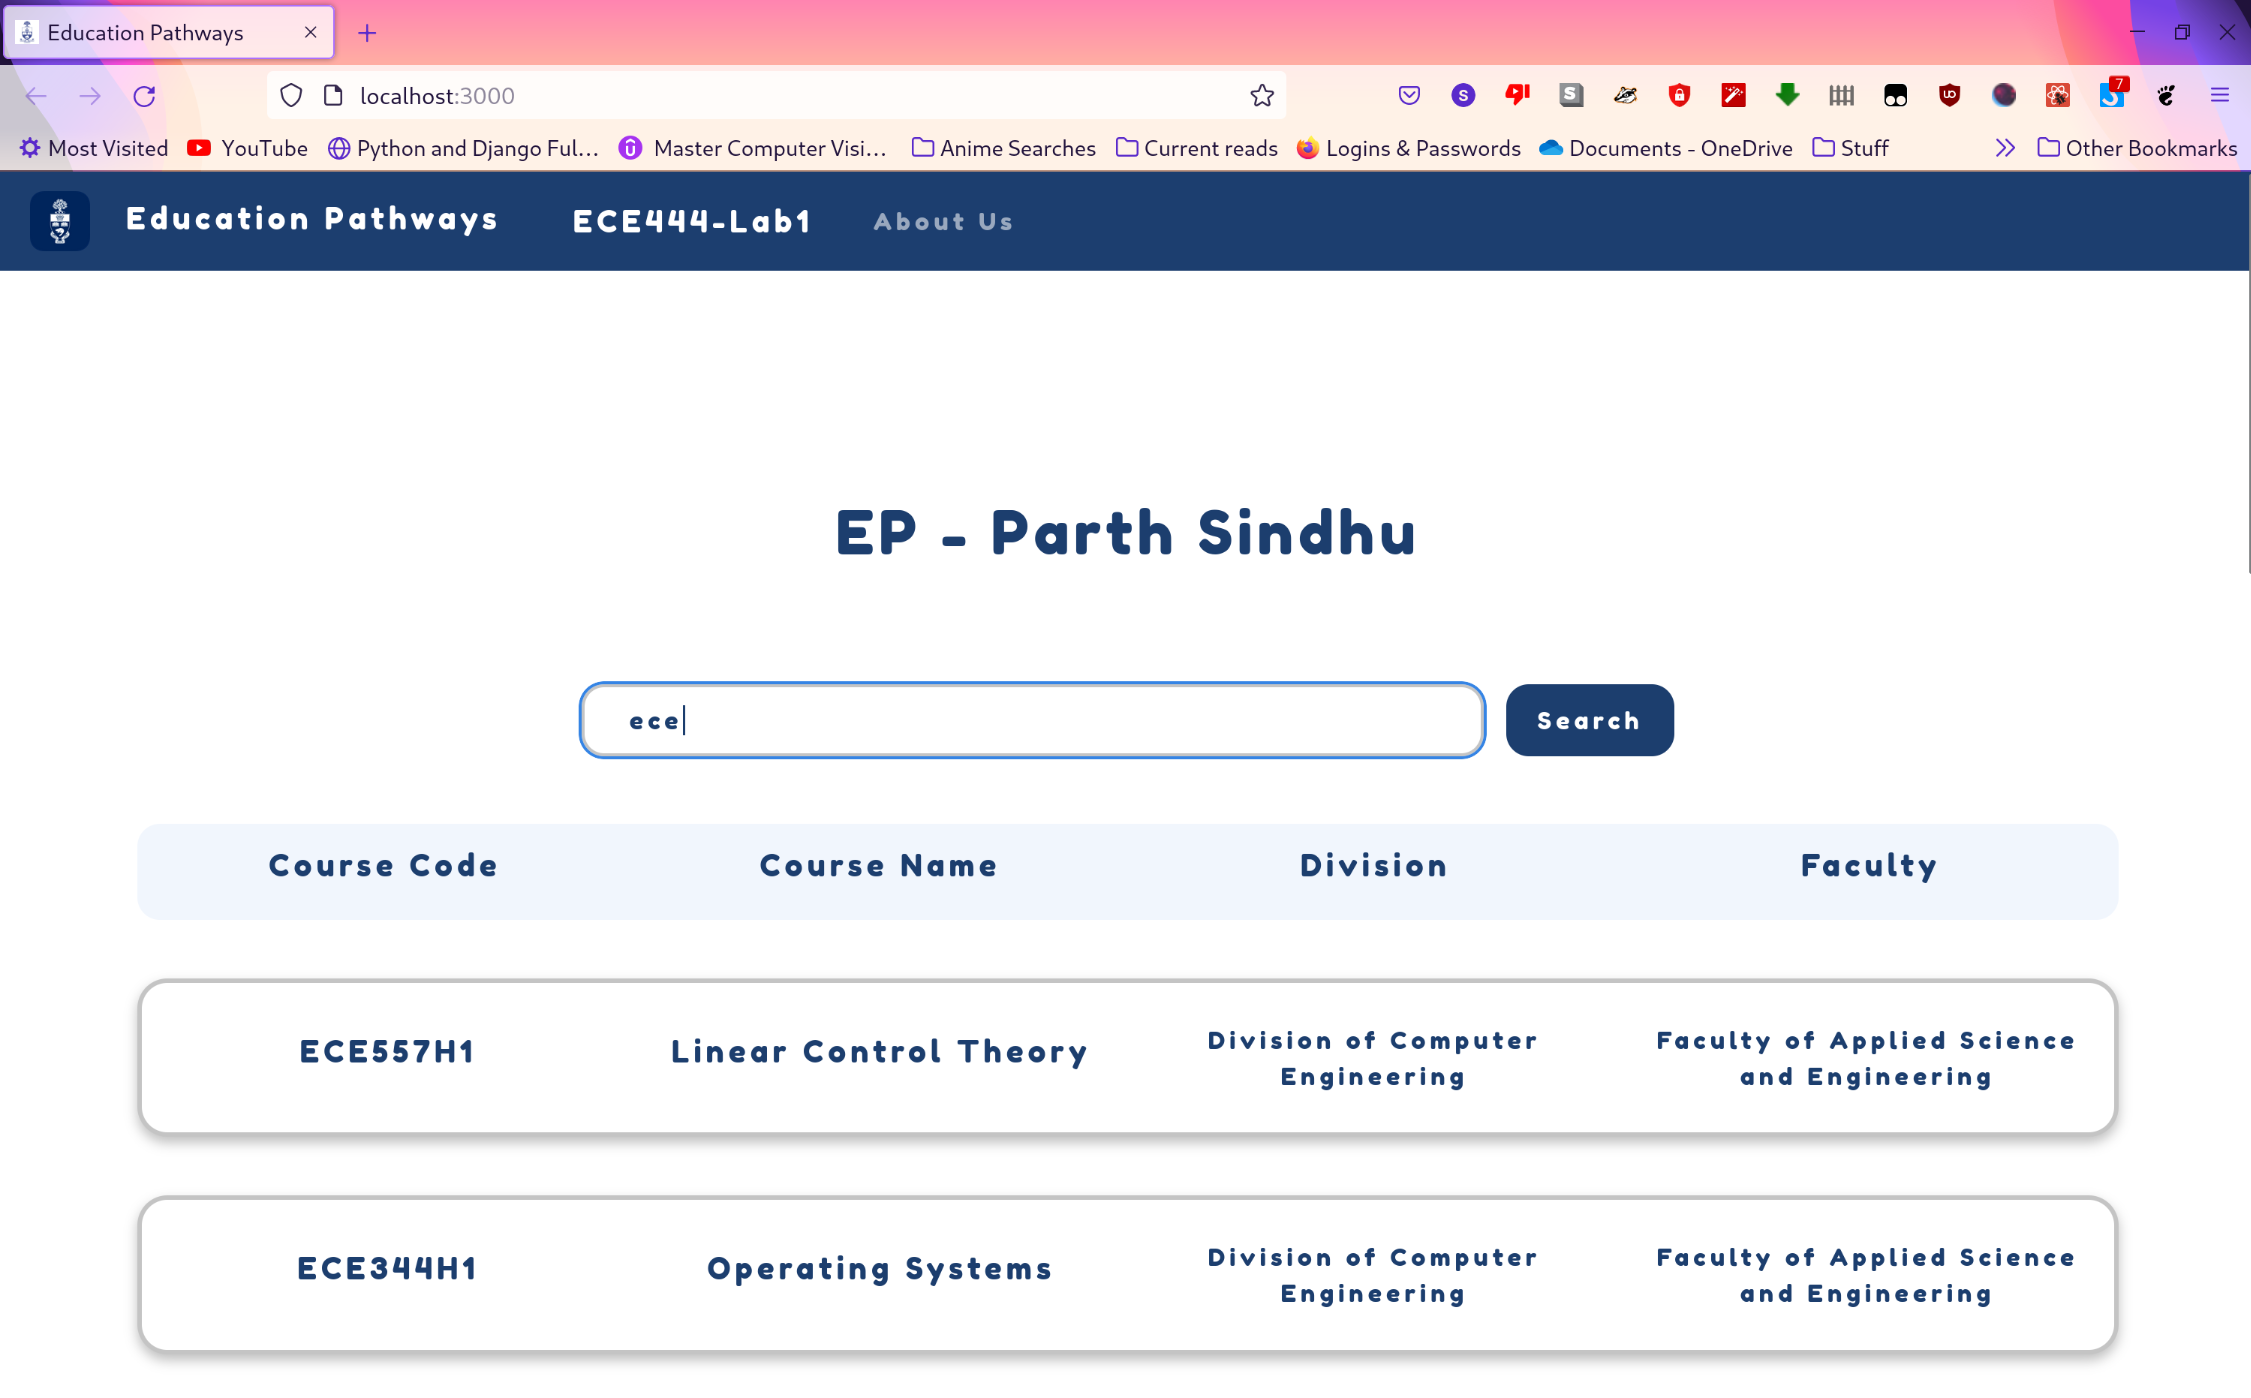 Education Pathways
localhost:3000
S
S
UO
7
Most Visited YouTube Python and Django Ful... Master Computer Visi... Anime Searches Current reads Logins & Passwords Documents - OneDrive Stuff Other Bookmarks
Education Pathways ECE444-Lab1 About Us
EP - Parth Sindhu
ece Search
Course Code Course Name Division Faculty
ECE557H1 Linear Control Theory Division of Computer Engineering Faculty of Applied Science and Engineering
ECE344H1 Operating Systems Division of Computer Engineering Faculty of Applied Science and Engineering